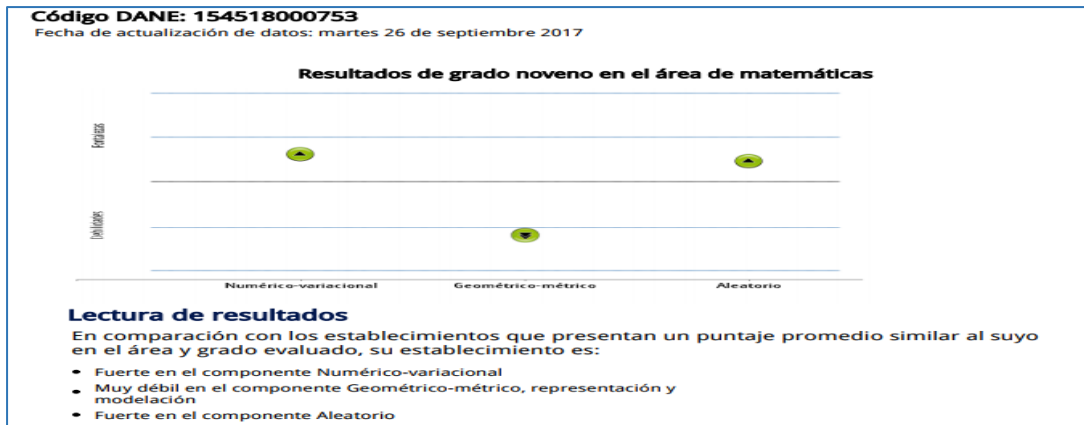 Código DANE: 154518000753
Fecha de actualización de datos: martes 26 de septiembre 2017
Resultados de grado noveno en el área de matemáticas
Fortalezas
Debilidades
Numérico-variacional Geométrico-métrico Aleatorio
Lectura de resultados
En comparación con los establecimientos que presentan un puntaje promedio similar al suyo
en el área y grado evaluado, su establecimiento es:
• Fuerte en el componente Numérico-variacional
• Muy débil en el componente Geométrico-métrico, representación y
modelación
• Fuerte en el componente Aleatorio